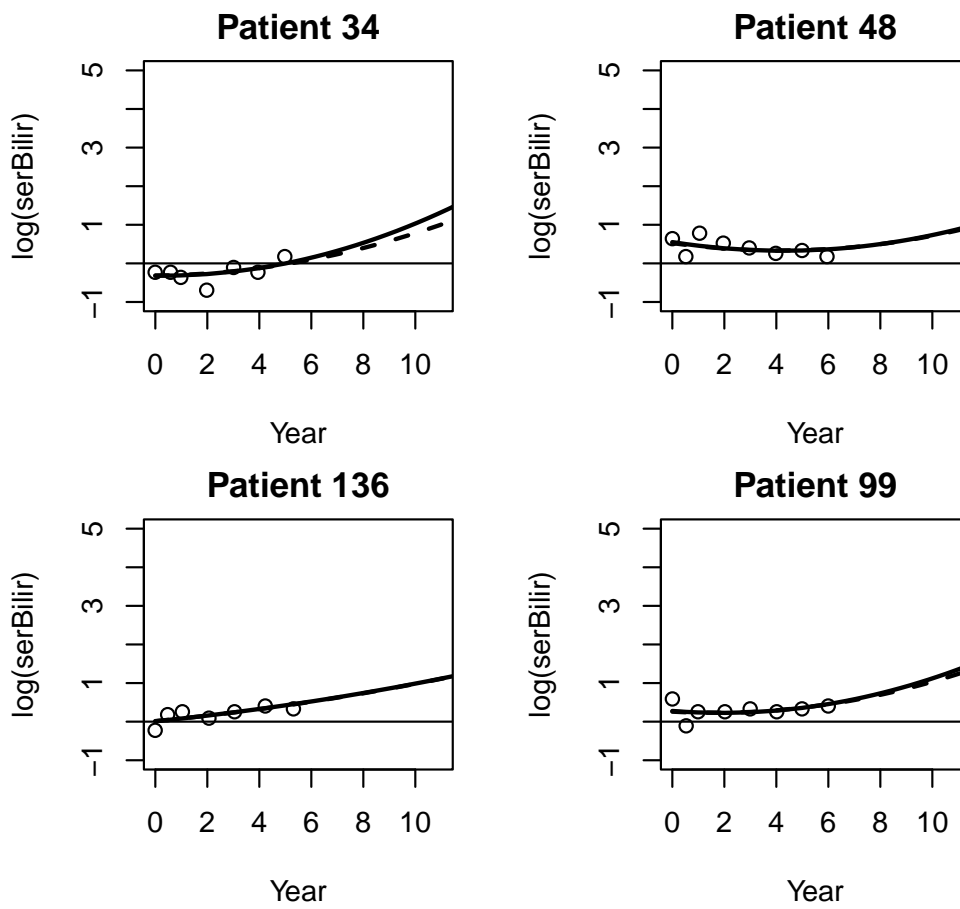 Patient 34
log(serBilir)
5
3
1
−1
0 2 4 6 8 10
Year
Patient 48
log(serBilir)
5
3
1
−1
0 2 4 6 8 10
Year
Patient 136
log(serBilir)
5
3
1
−1
0 2 4 6 8 10
Year
Patient 99
log(serBilir)
5
3
1
−1
0 2 4 6 8 10
Year